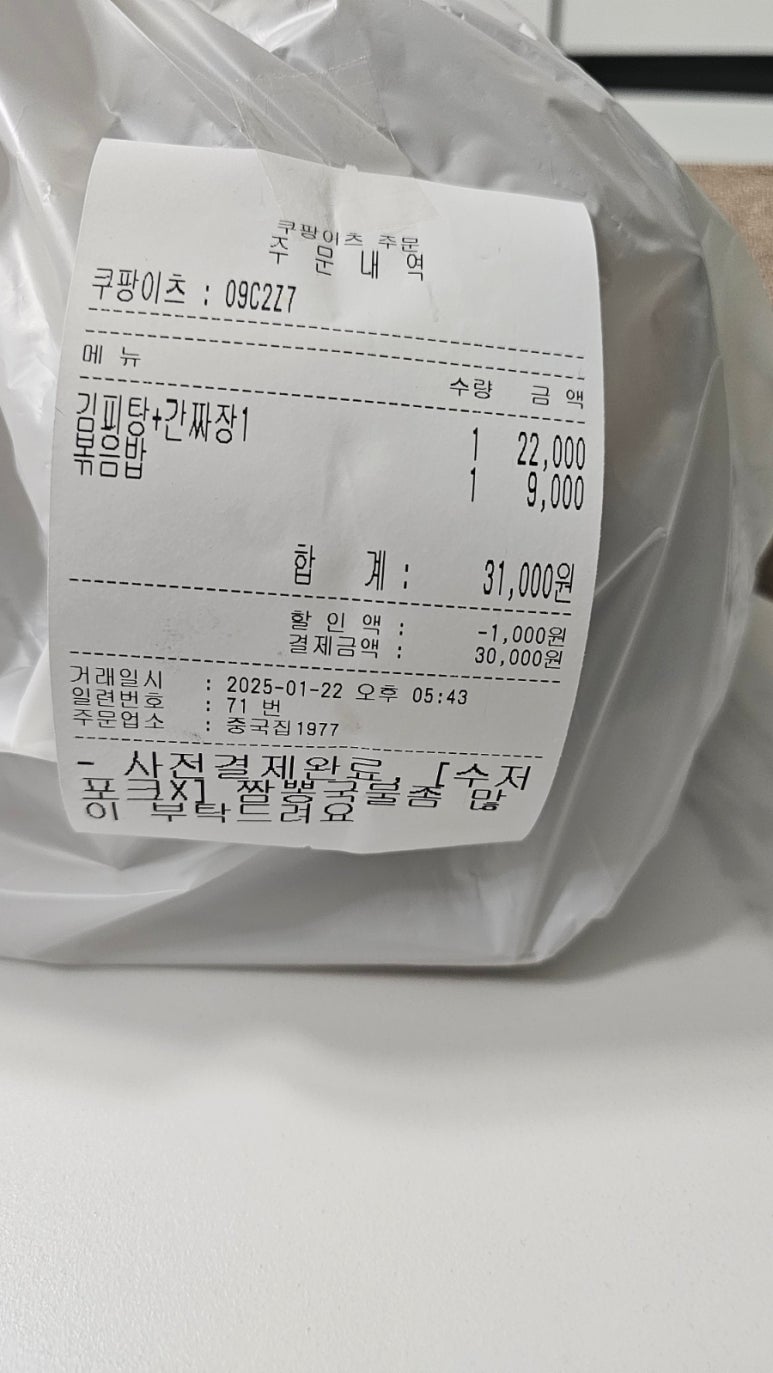 쿠팡이츠 주문
주 문 내 역
쿠팡이츠 : 09C2Z7
메 뉴 수량 금 액
김피탕+간짜장1 1 22,000
볶음밥 1 9,000
합 계 : 31,000원
할 인 액 : -1,000원
결제금액 : 30,000원
거래일시 : 2025-01-22 오후 05:43
일련번호 : 71 번
주문업소 : 중국집1977
- 사전결제완료, [수저
포크X] 짤뽕국물좀 많
이 부탁드려요